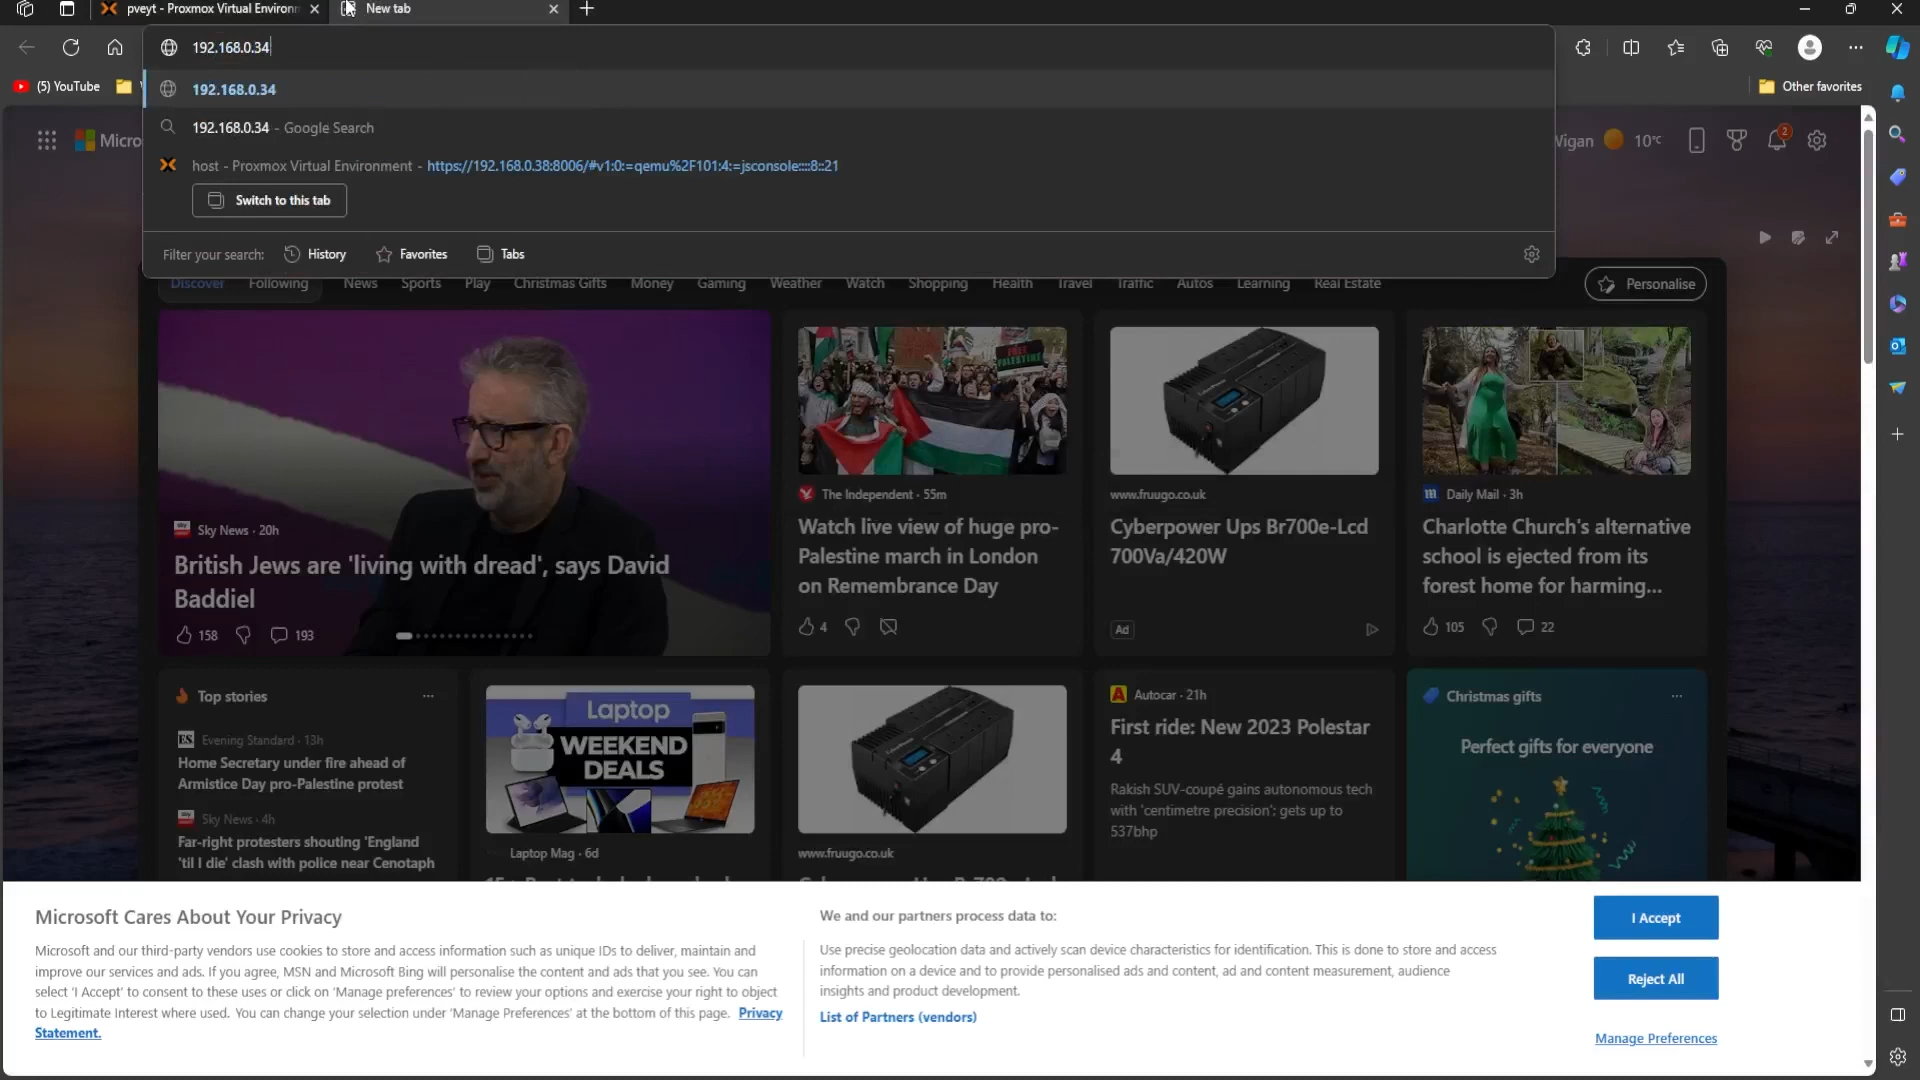 pveyt - Proxmox Virtual Environm
New tab
192.168.0.34
(5) YouTube
Other favorites
192.168.0.34
192.168.0.34 - Google Search
host - Proxmox Virtual Environment - https://192.168.0.38:8006/#v1:0:=qemu%2F101:4:=jsconsole::::8::21
Switch to this tab
Filter your search:
History
Favorites
Tabs
Micro
Wigan
10°C
2
Discover
Following
News
Sports
Play
Christmas Gifts
Money
Gaming
Weather
Watch
Shopping
Health
Travel
Traffic
Autos
Learning
Real Estate
Personalise
Sky News · 20h
British Jews are 'living with dread', says David
Baddiel
158
193
FREE
PALESTINE
The Independent · 55m
Watch live view of huge pro-
Palestine march in London
on Remembrance Day
4
www.fruugo.co.uk
Cyberpower Ups Br700e-Lcd
700Va/420W
Ad
Daily Mail · 3h
Charlotte Church's alternative
school is ejected from its
forest home for harming...
105
22
Top stories
Evening Standard · 13h
Home Secretary under fire ahead of
Armistice Day pro-Palestine protest
Sky News · 4h
Far-right protesters shouting 'England
'til I die' clash with police near Cenotaph
Laptop
WEEKEND
DEALS
Laptop Mag · 6d
www.fruugo.co.uk
Autocar · 21h
First ride: New 2023 Polestar
4
Rakish SUV-coupé gains autonomous tech
with 'centimetre precision'; gets up to
537bhp
Christmas gifts
Perfect gifts for everyone
Microsoft Cares About Your Privacy
Microsoft and our third-party vendors use cookies to store and access information such as unique IDs to deliver, maintain and
improve our services and ads. If you agree, MSN and Microsoft Bing will personalise the content and ads that you see. You can
select 'I Accept' to consent to these uses or click on 'Manage preferences' to review your options and exercise your right to object
to Legitimate Interest where used. You can change your selection under 'Manage Preferences' at the bottom of this page. Privacy
Statement.
We and our partners process data to:
Use precise geolocation data and actively scan device characteristics for identification. This is done to store and access
information on a device and to provide personalised ads and content, ad and content measurement, audience
insights and product development.
List of Partners (vendors)
I Accept
Reject All
Manage Preferences